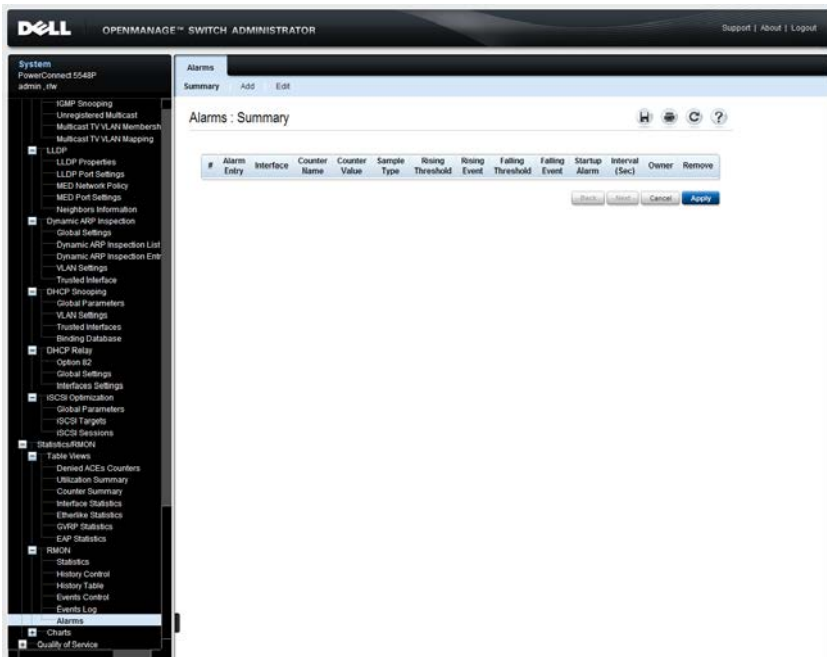 DELL
OPENMANAGE™ SWITCH ADMINISTRATOR
Support | About | Logout
System
PowerConnect 5548P
admin , r/w
IGMP Snooping
Unregistered Multicast
Multicast TV VLAN Membersh
Multicast TV VLAN Mapping
LLDP
LLDP Properties
LLDP Port Settings
MED Network Policy
MED Port Settings
Neighbors Information
Dynamic ARP Inspection
Global Settings
Dynamic ARP Inspection List
Dynamic ARP Inspection Entr
VLAN Settings
Trusted Interface
DHCP Snooping
Global Parameters
VLAN Settings
Trusted Interfaces
Binding Database
DHCP Relay
Option 82
Global Settings
Interfaces Settings
iSCSI Optimization
Global Parameters
iSCSI Targets
iSCSI Sessions
Statistics/RMON
Table Views
Denied ACEs Counters
Utilization Summary
Counter Summary
Interface Statistics
Etherlike Statistics
GVRP Statistics
EAP Statistics
RMON
Statistics
History Control
History Table
Events Control
Events Log
Alarms
Charts
Quality of Service
Alarms
Summary Add Edit
Alarms : Summary
# Alarm Entry Interface Counter Name Counter Value Sample Type Rising Threshold Rising Event Falling Threshold Falling Event Startup Alarm Interval (Sec) Owner Remove
Back Next Cancel Apply